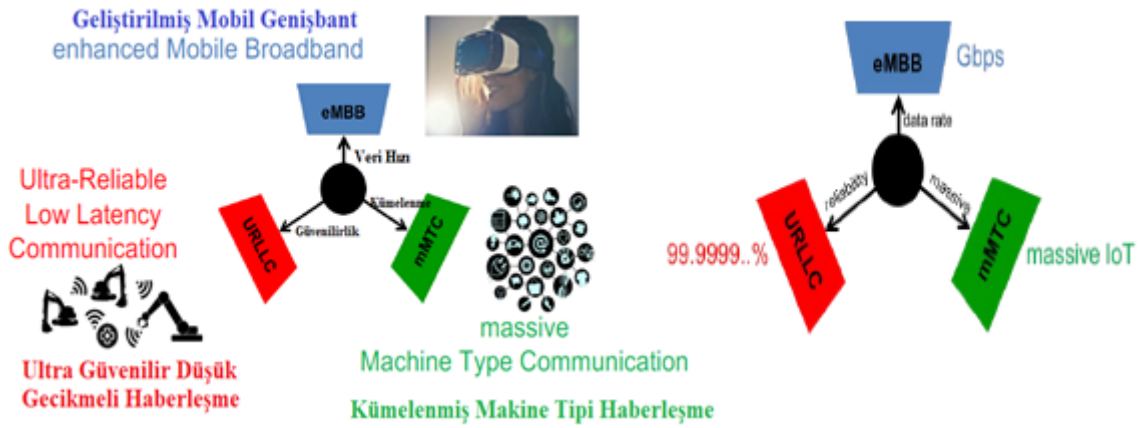 Geliştirilmiş Mobil Genişbant
enhanced Mobile Broadband
eMBB
Veri Hızı
Kümelenme
Güvenilirlik
URLLC
mMTC
Ultra-Reliable
Low Latency
Communication
Ultra Güvenilir Düşük
Gecikmeli Haberleşme
massive
Machine Type Communication
Kümelenmiş Makine Tipi Haberleşme
eMBB
Gbps
data rate
reliability
massive
99.9999..%
URLLC
mMTC
massive IoT